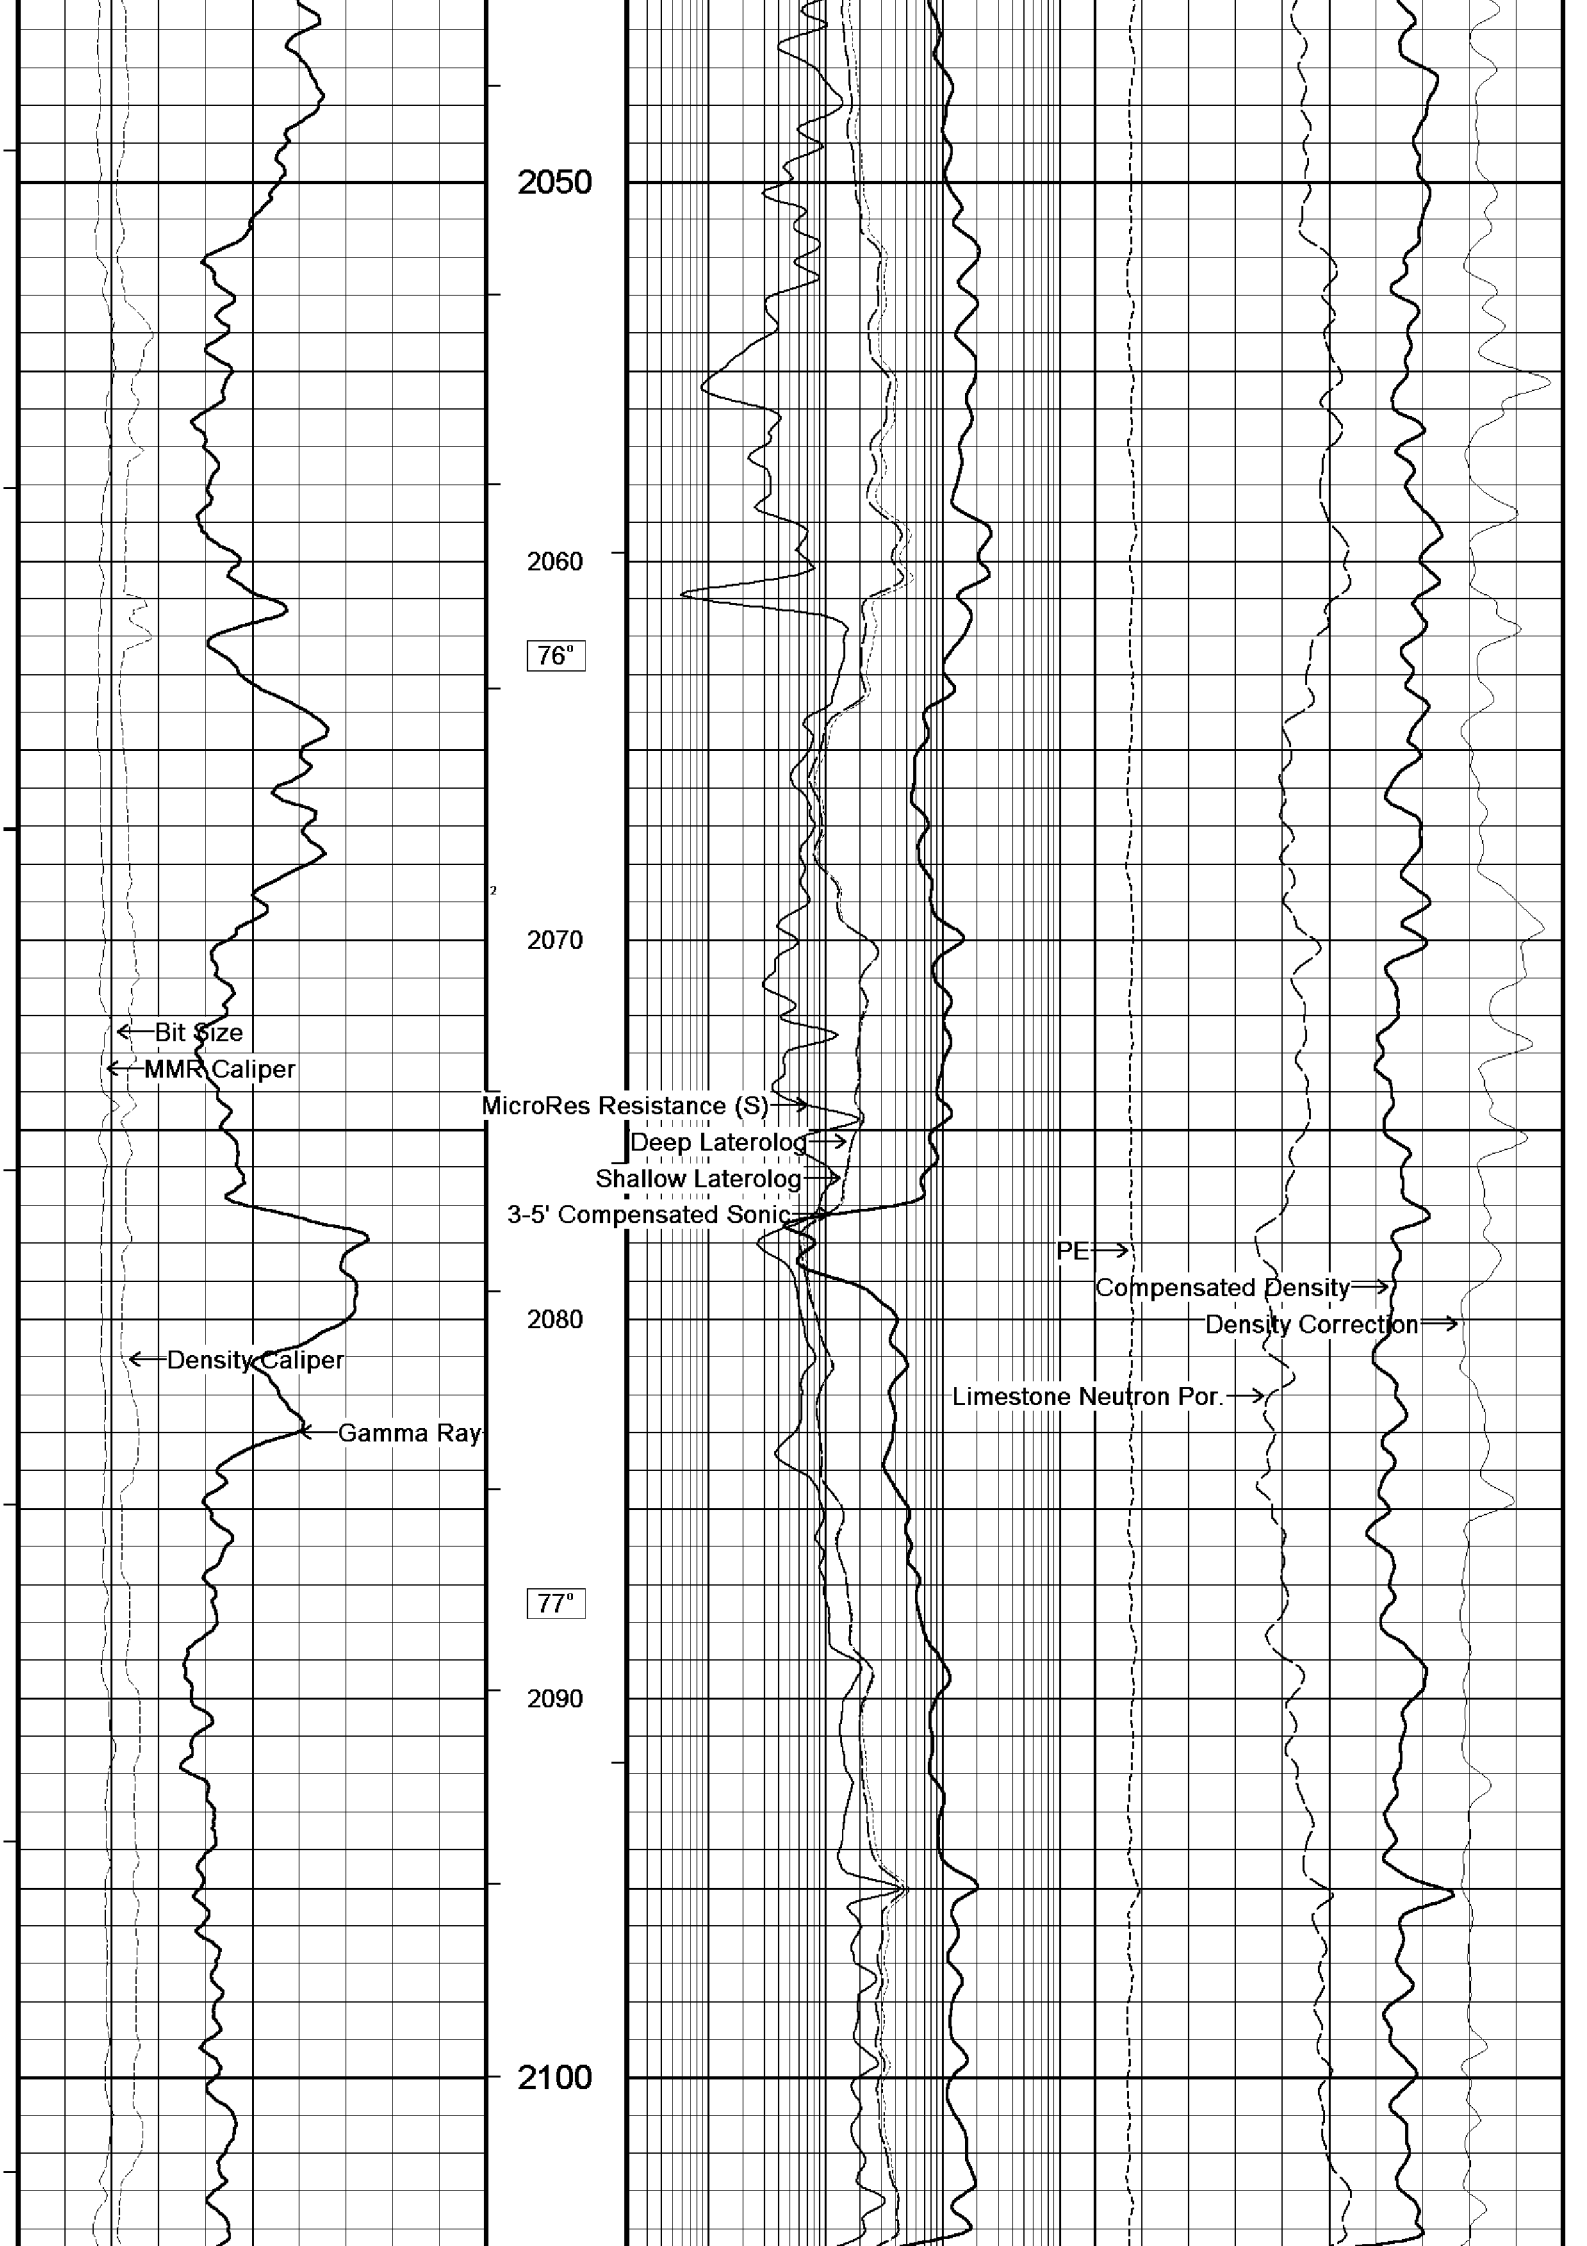 2050
2060
76°
2
2070
Bit Size
MMR Caliper
MicroRes Resistance (S)
Deep Laterolog
Shallow Laterolog
3-5' Compensated Sonic
PE
Compensated Density
2080
Density Correction
Density Caliper
Limestone Neutron Por.
Gamma Ray
77°
2090
2100